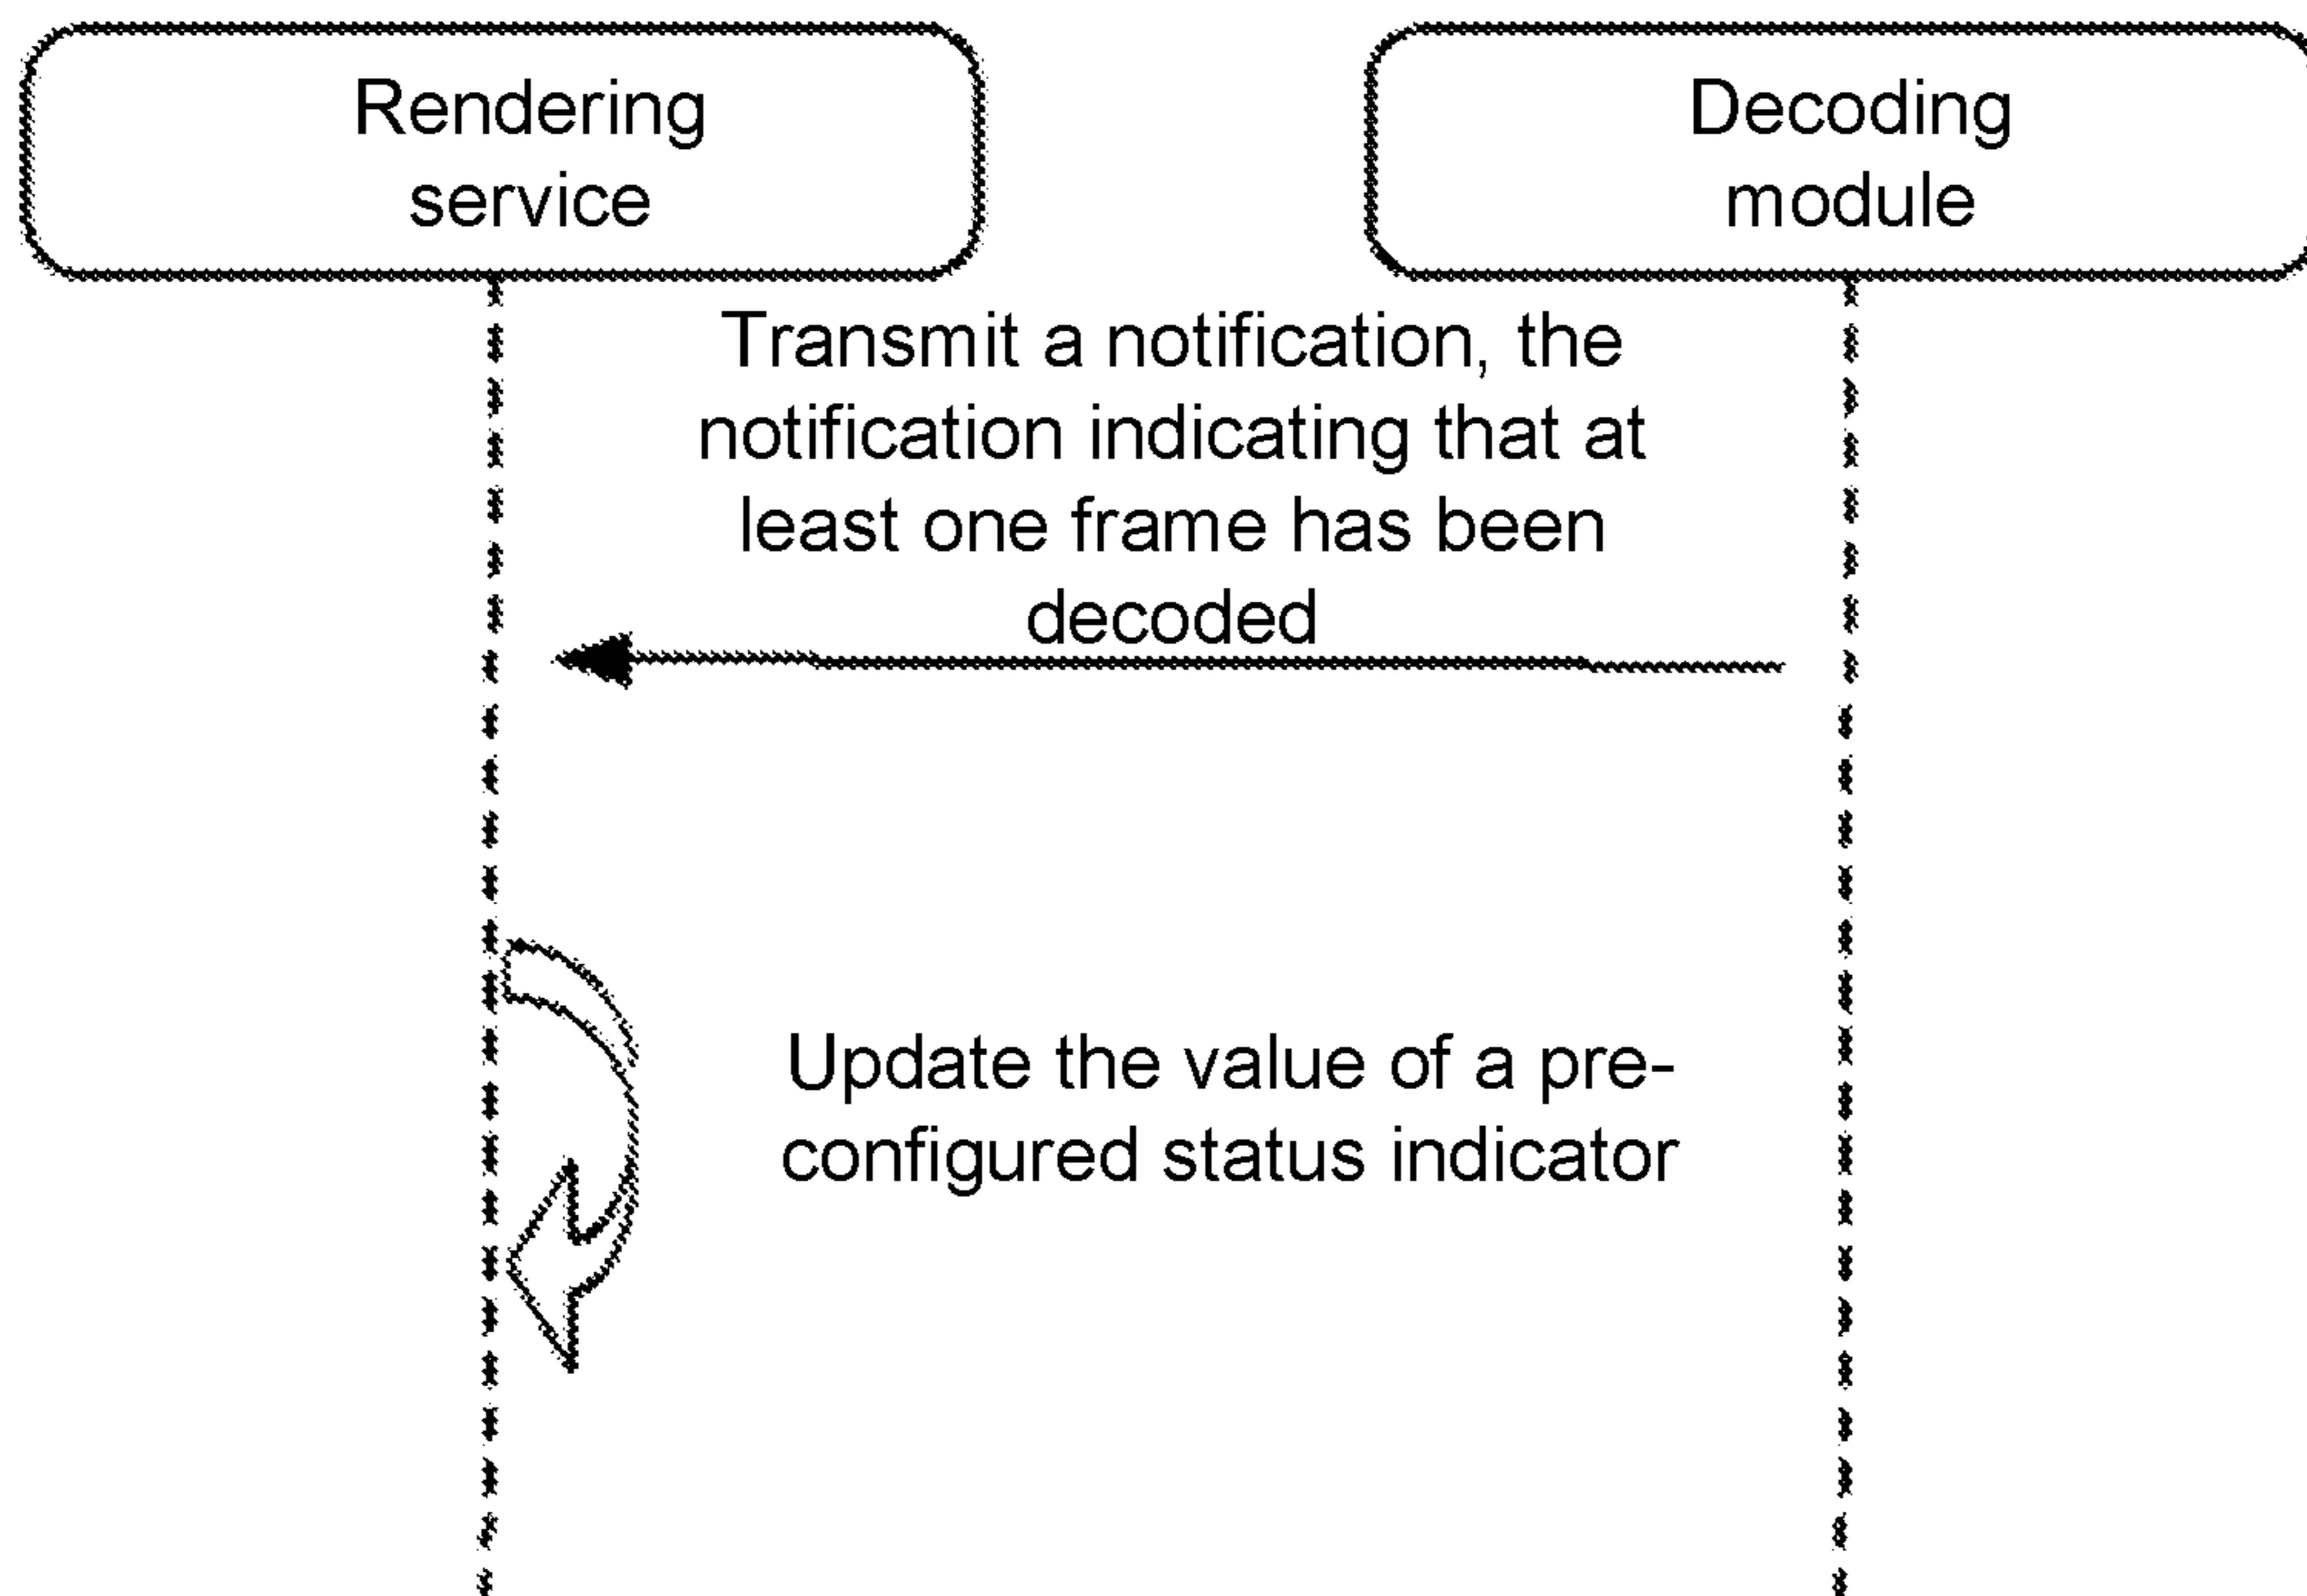 Rendering
service
Decoding
module
Transmit a notification, the
notification indicating that at
least one frame has been
decoded
Update the value of a pre-
configured status indicator